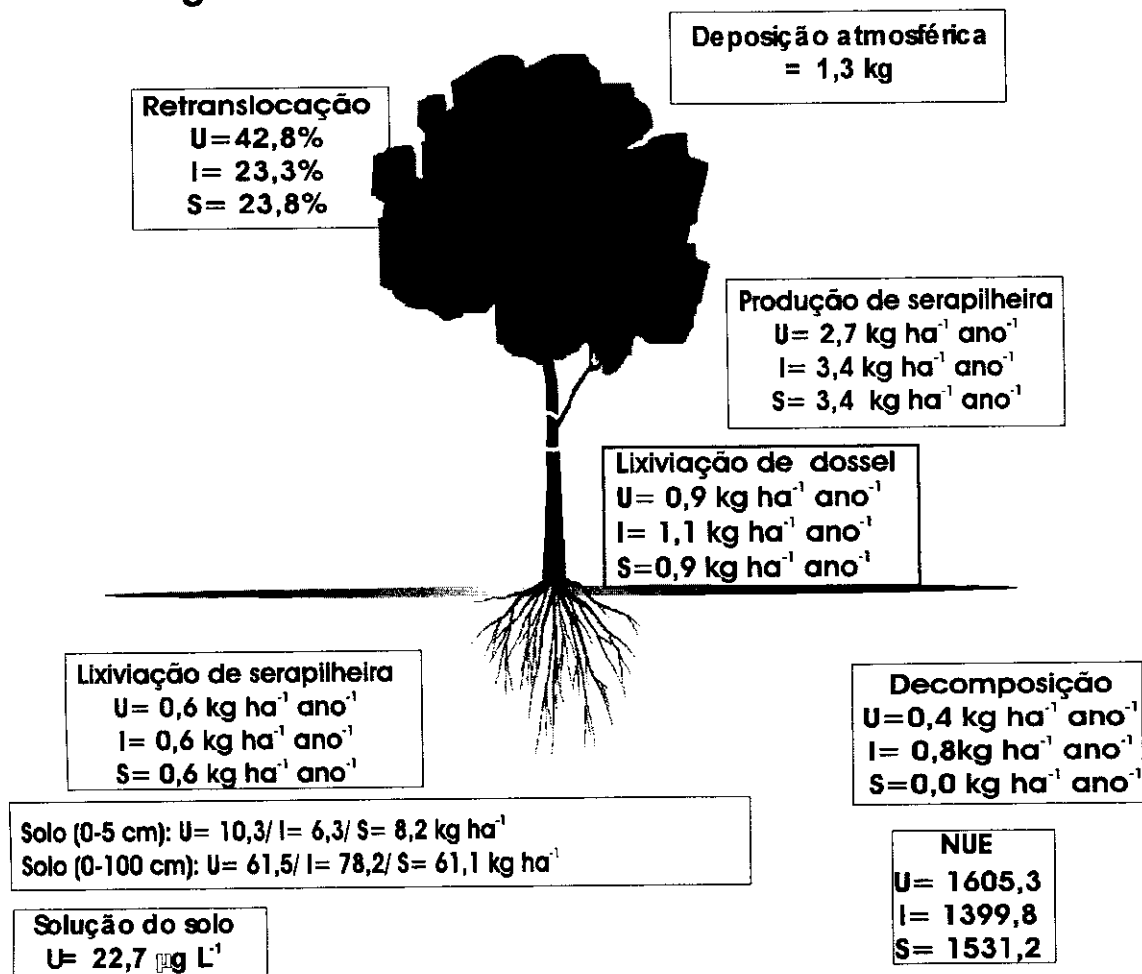 Deposição atmosférica
= 1,3 kg
Retranslocação
U=42,8%
I= 23,3%
S= 23,8%
Produção de serapilheira
U= 2,7 kg ha⁻¹ ano⁻¹
I= 3,4 kg ha⁻¹ ano⁻¹
S= 3,4 kg ha⁻¹ ano⁻¹
Lixiviação de dossel
U= 0,9 kg ha⁻¹ ano⁻¹
I= 1,1 kg ha⁻¹ ano⁻¹
S=0,9 kg ha⁻¹ ano⁻¹
Lixiviação de serapilheira
U= 0,6 kg ha⁻¹ ano⁻¹
I= 0,6 kg ha⁻¹ ano⁻¹
S= 0,6 kg ha⁻¹ ano⁻¹
Decomposição
U=0,4 kg ha⁻¹ ano⁻¹
I= 0,8kg ha⁻¹ ano⁻¹
S=0,0 kg ha⁻¹ ano⁻¹
Solo (0-5 cm): U= 10,3/ I= 6,3/ S= 8,2 kg ha⁻¹
Solo (0-100 cm): U= 61,5/ I= 78,2/ S= 61,1 kg ha⁻¹
NUE
U= 1605,3
I= 1399,8
S= 1531,2
Solução do solo
U= 22,7 µg L⁻¹